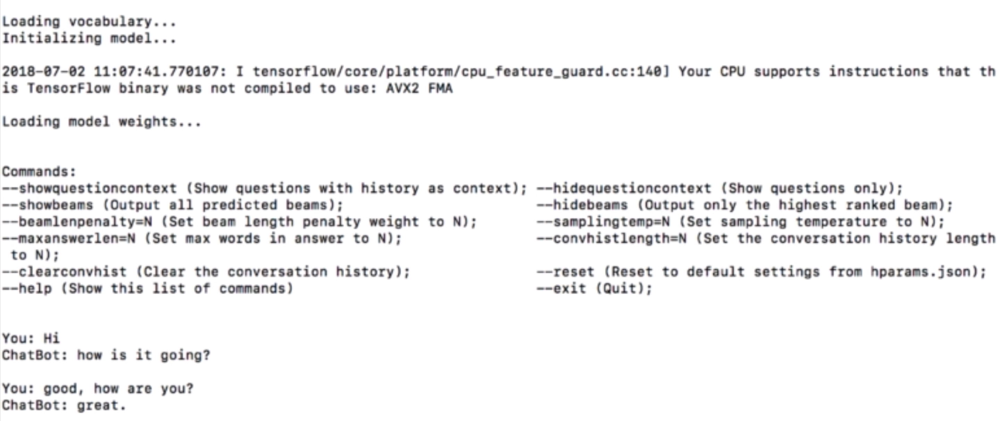 Loading vocabulary...
Initializing model...
2018-07-02 11:07:41.770107: I tensorflow/core/platform/cpu_feature_guard.cc:140] Your CPU supports instructions that th
is TensorFlow binary was not compiled to use: AVX2 FMA
Loading model weights...
Commands:
--showquestioncontext (Show questions with history as context); --hidequestioncontext (Show questions only);
--showbeams (Output all predicted beams); --hidebeams (Output only the highest ranked beam);
--beamlenpenalty=N (Set beam length penalty weight to N); --samplingtemp=N (Set sampling temperature to N);
--maxanswerlen=N (Set max words in answer to N); --convhistlength=N (Set the conversation history length
 to N);
--clearconvhist (Clear the conversation history); --reset (Reset to default settings from hparams.json);
--help (Show this list of commands) --exit (Quit);
You: Hi
ChatBot: how is it going?
You: good, how are you?
ChatBot: great.